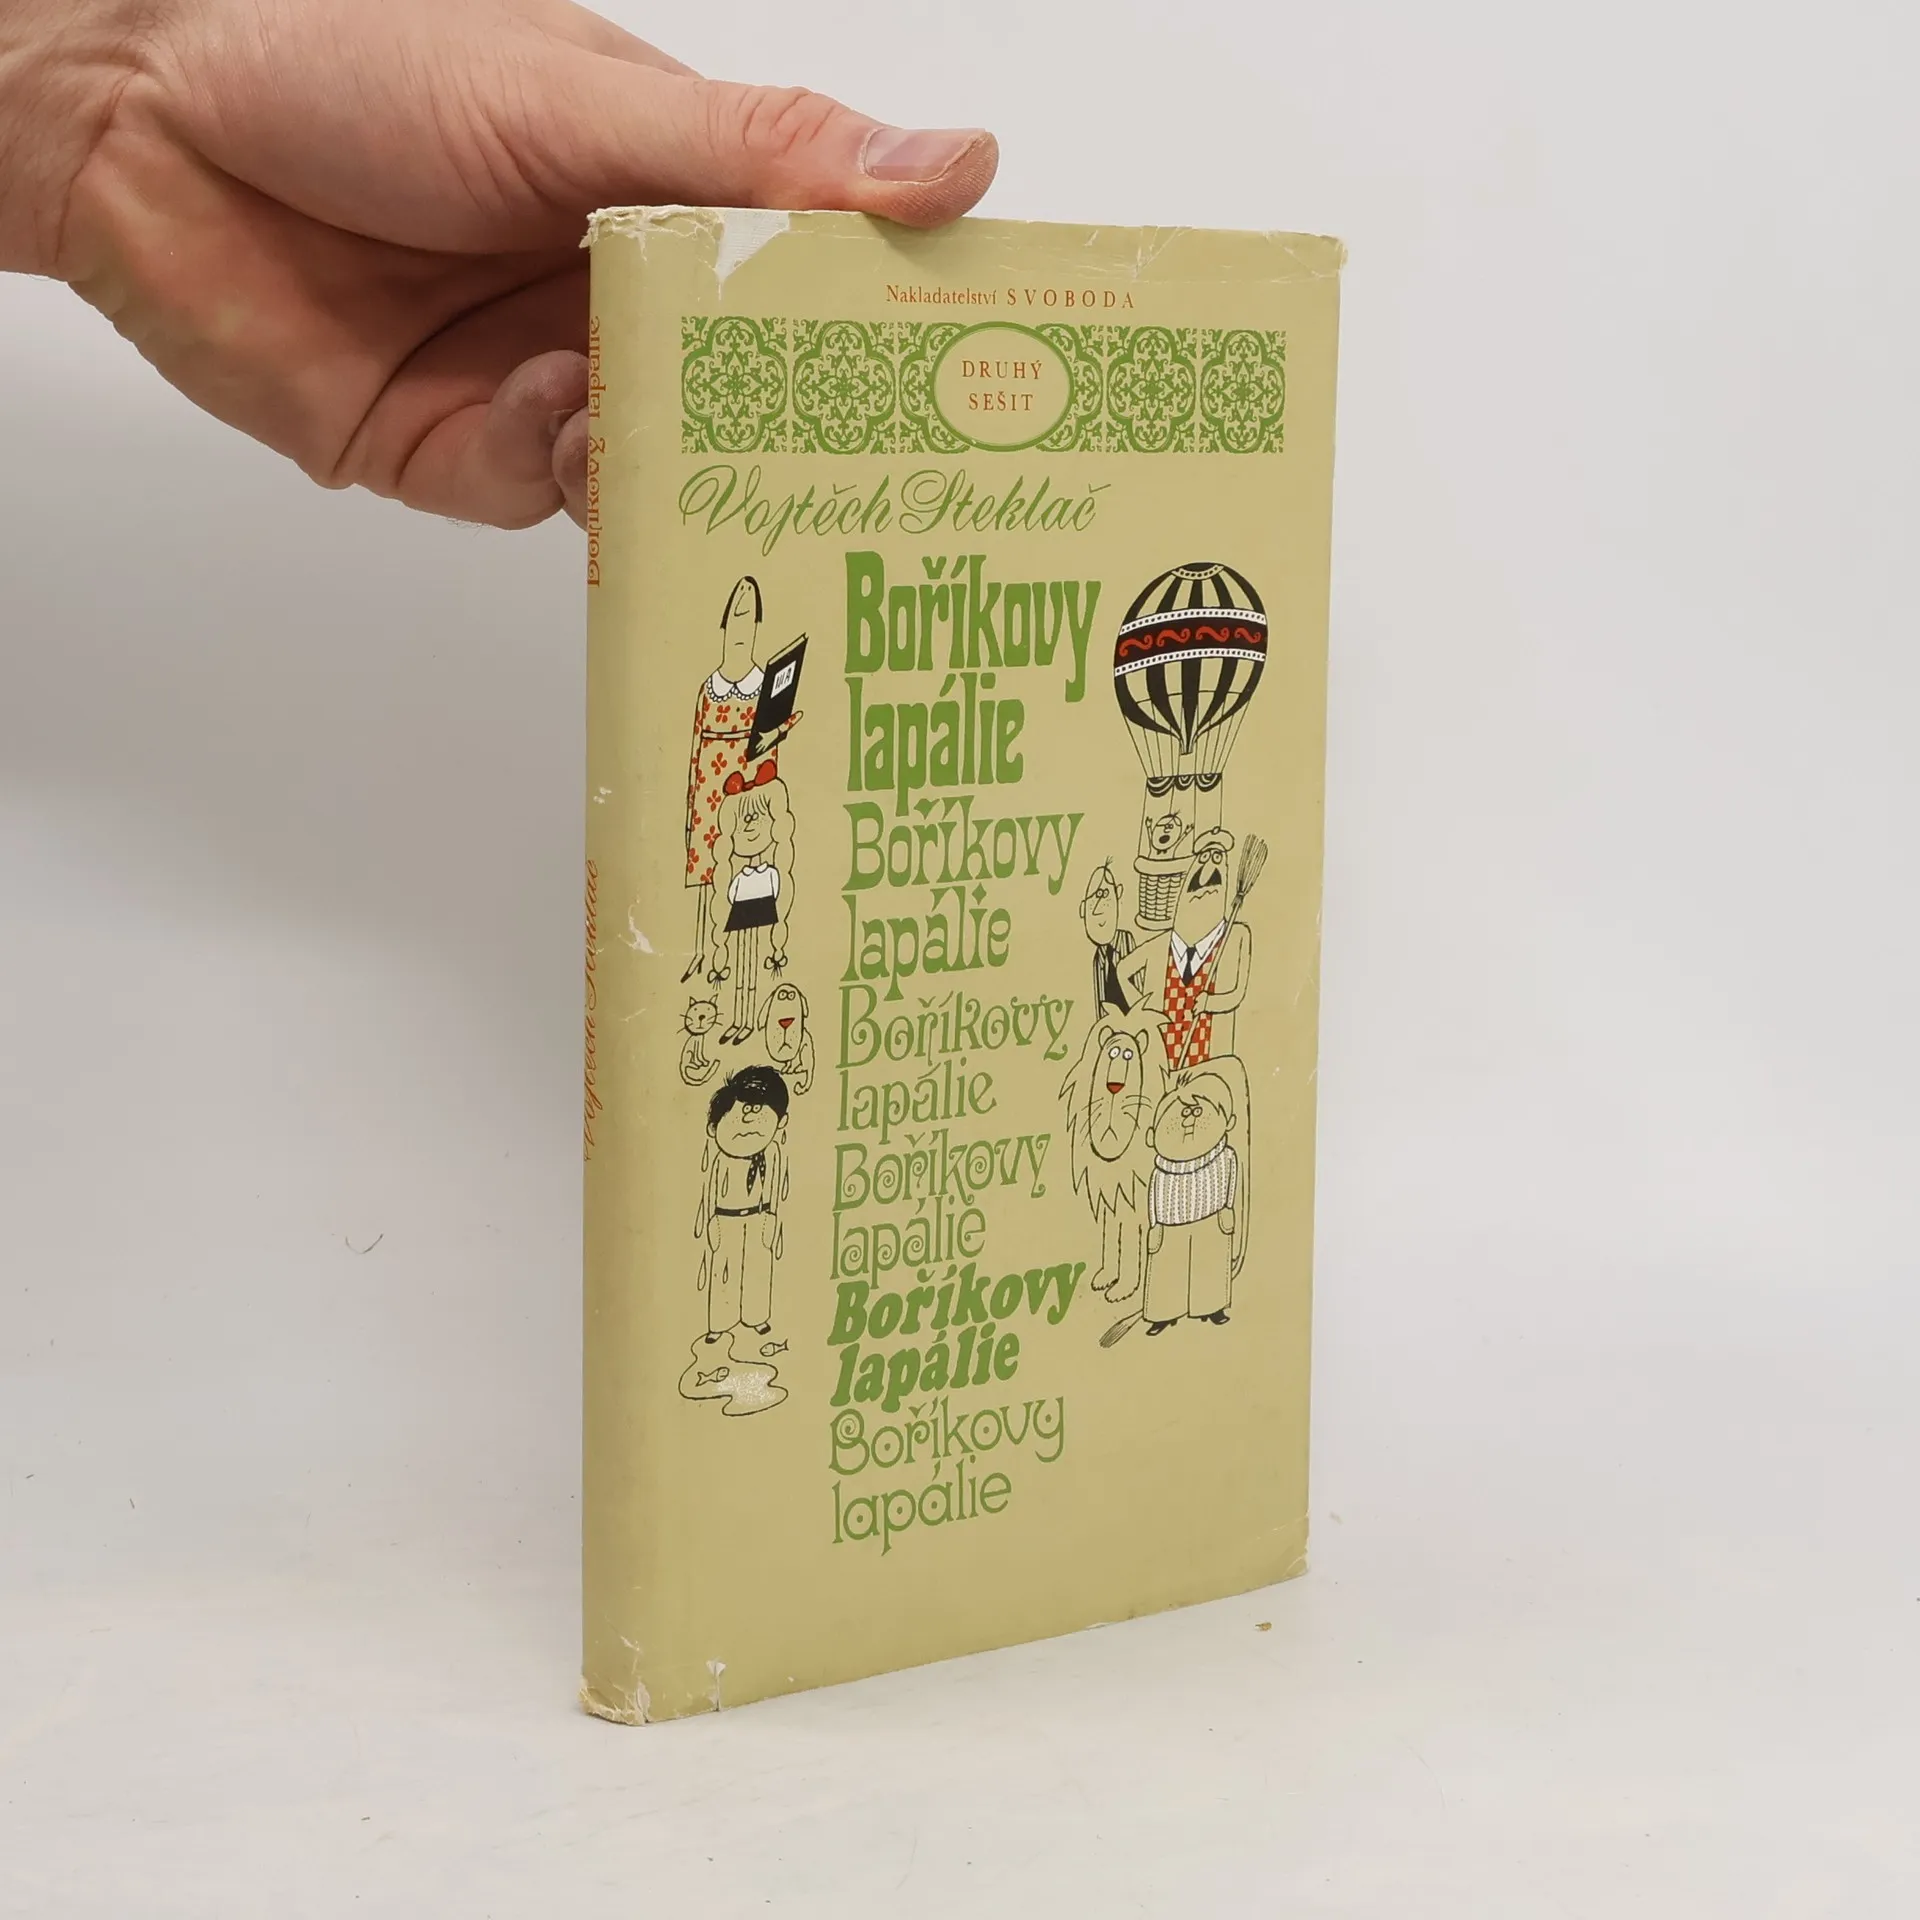 Nakladatelství SVOBODA
DRUHÝ
SEŠIT
Vojtěch Steklač
Boříkovy
lapálie
Boříkovy
lapálie
Boříkovy
lapálie
Boříkovy
lapálie
Boříkovy
lapálie
Boříkovy
lapálie
III A
Boříkovy lapálie
Vojtěch Steklač